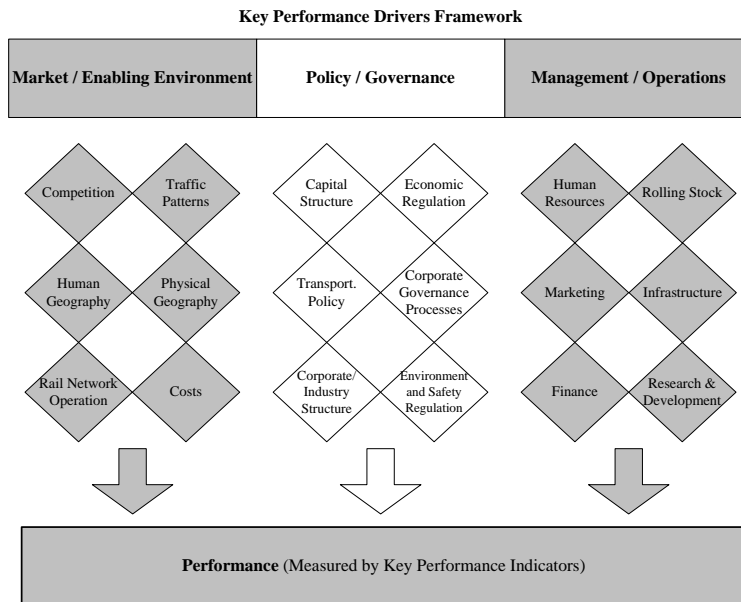 Key Performance Drivers Framework
Market / Enabling Environment
Policy / Governance
Management / Operations
Competition
Traffic
Patterns
Capital
Structure
Economic
Regulation
Human
Resources
Rolling Stock
Human
Geography
Physical
Geography
Transport.
Policy
Corporate
Governance
Processes
Marketing
Infrastructure
Rail Network
Operation
Costs
Corporate/
Industry
Structure
Environment
and Safety
Regulation
Finance
Research &
Development
Performance (Measured by Key Performance Indicators)